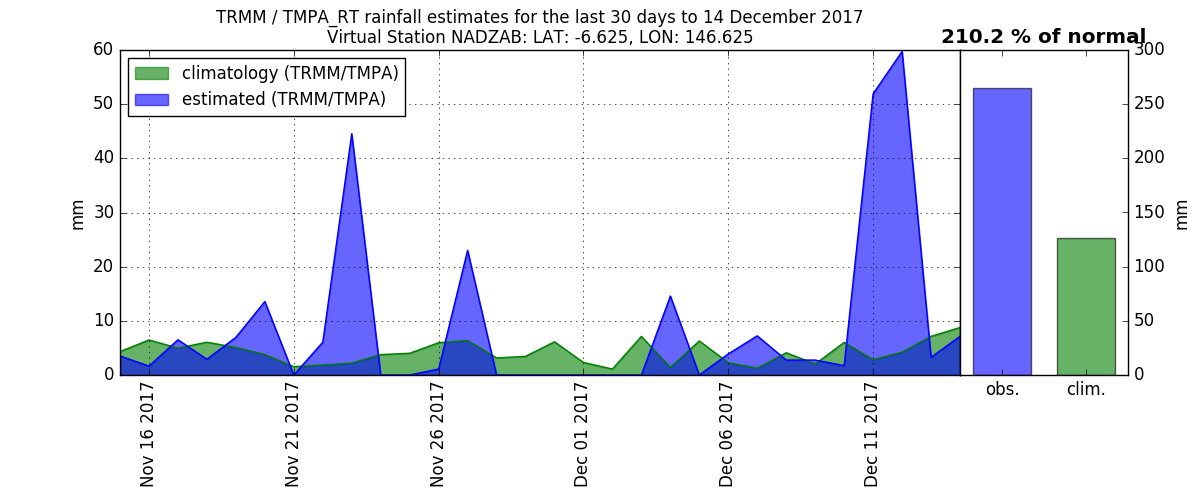 TRMM / TMPA_RT rainfall estimates for the last 30 days to 14 December 2017
Virtual Station NADZAB: LAT: -6.625, LON: 146.625
210.2 % of normal
climatology (TRMM/TMPA)
estimated (TRMM/TMPA)
60
50
40
30
20
10
0
mm
Nov 16 2017
Nov 21 2017
Nov 26 2017
Dec 01 2017
Dec 06 2017
Dec 11 2017
300
250
200
150
100
50
0
mm
obs.
clim.